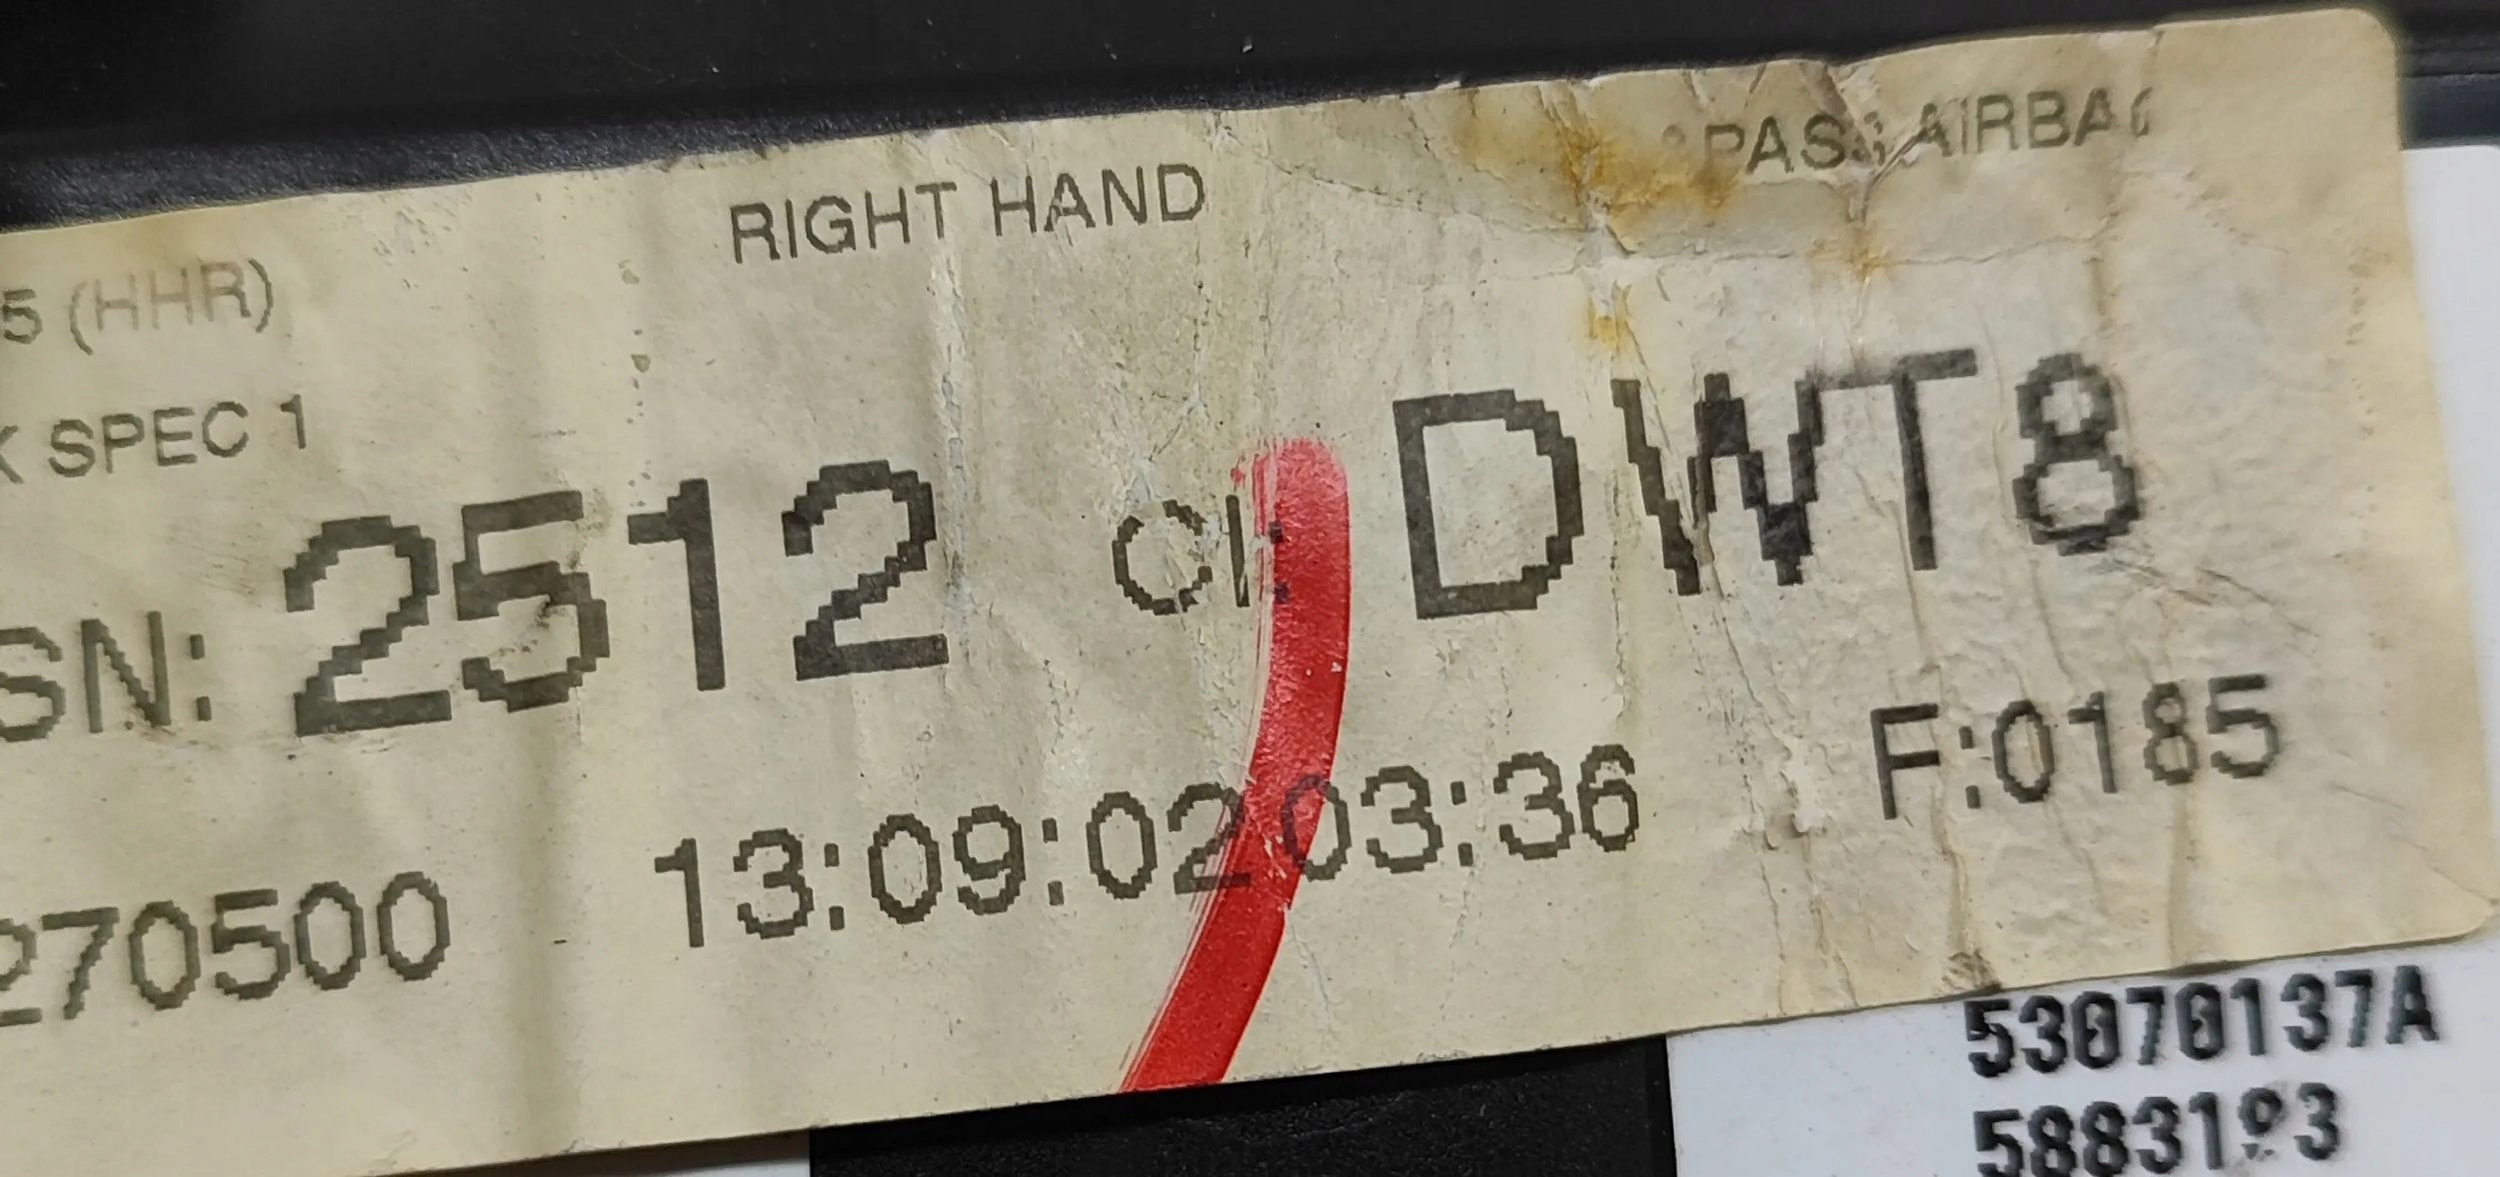 RIGHT HAND
PASS AIRBAG
5 (HHR)
K SPEC 1
SN: 2512 CI: DWT8
270500 13:09:02 03:36 F:0185
53070137A
5883193